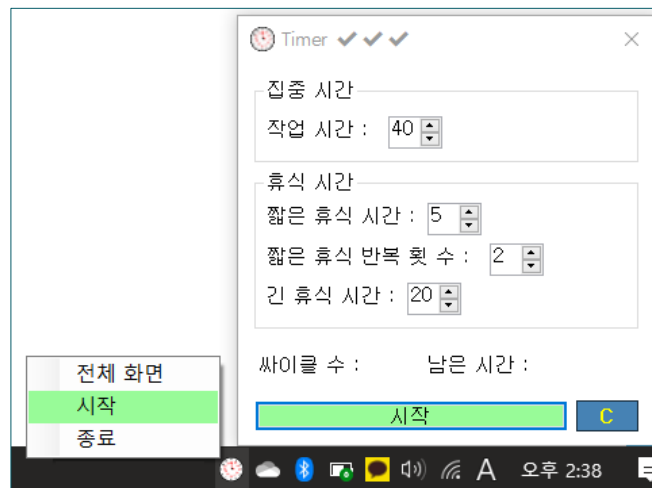 Timer ✔ ✔ ✔
집중 시간
작업 시간 : 40
휴식 시간
짧은 휴식 시간 : 5
짧은 휴식 반복 횟 수 : 2
긴 휴식 시간 : 20
싸이클 수 : 남은 시간 :
시작 C
전체 화면
시작
종료
A 오후 2:38